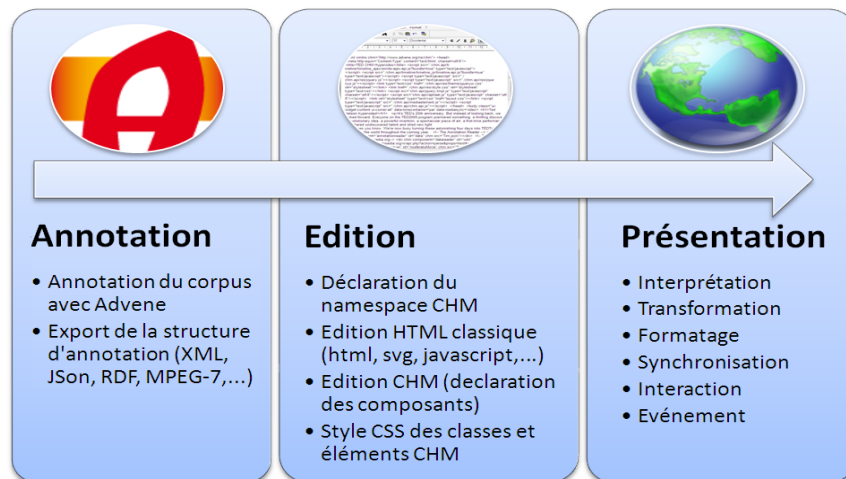 Annotation
• Annotation du corpus
avec Advene
• Export de la structure
d'annotation (XML,
JSon, RDF, MPEG-7,...)
Edition
• Déclaration du
namespace CHM
• Edition HTML classique
(html, svg, javascript,...)
• Edition CHM (declaration
des composants)
• Style CSS des classes et
éléments CHM
Présentation
• Interprétation
• Transformation
• Formatage
• Synchronisation
• Interaction
• Evénement